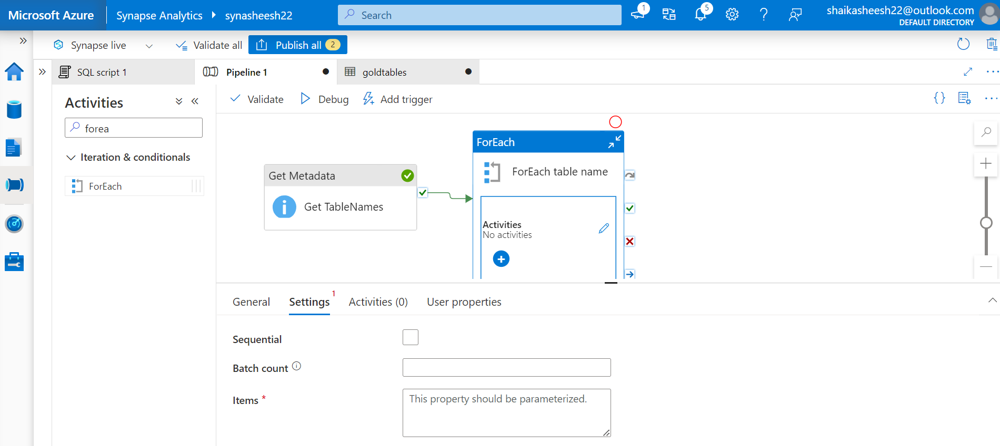 Microsoft Azure
Synapse Analytics
synasheesh22
Search
1
5
shaikasheesh22@outlook.com
DEFAULT DIRECTORY
Synapse live
Validate all
Publish all
2
SQL script 1
Pipeline 1
goldtables
Activities
forea
Iteration & conditionals
ForEach
Validate
Debug
Add trigger
Get Metadata
Get TableNames
ForEach
ForEach table name
Activities
No activities
General
Settings
1
Activities (0)
User properties
Sequential
Batch count
Items *
This property should be parameterized.